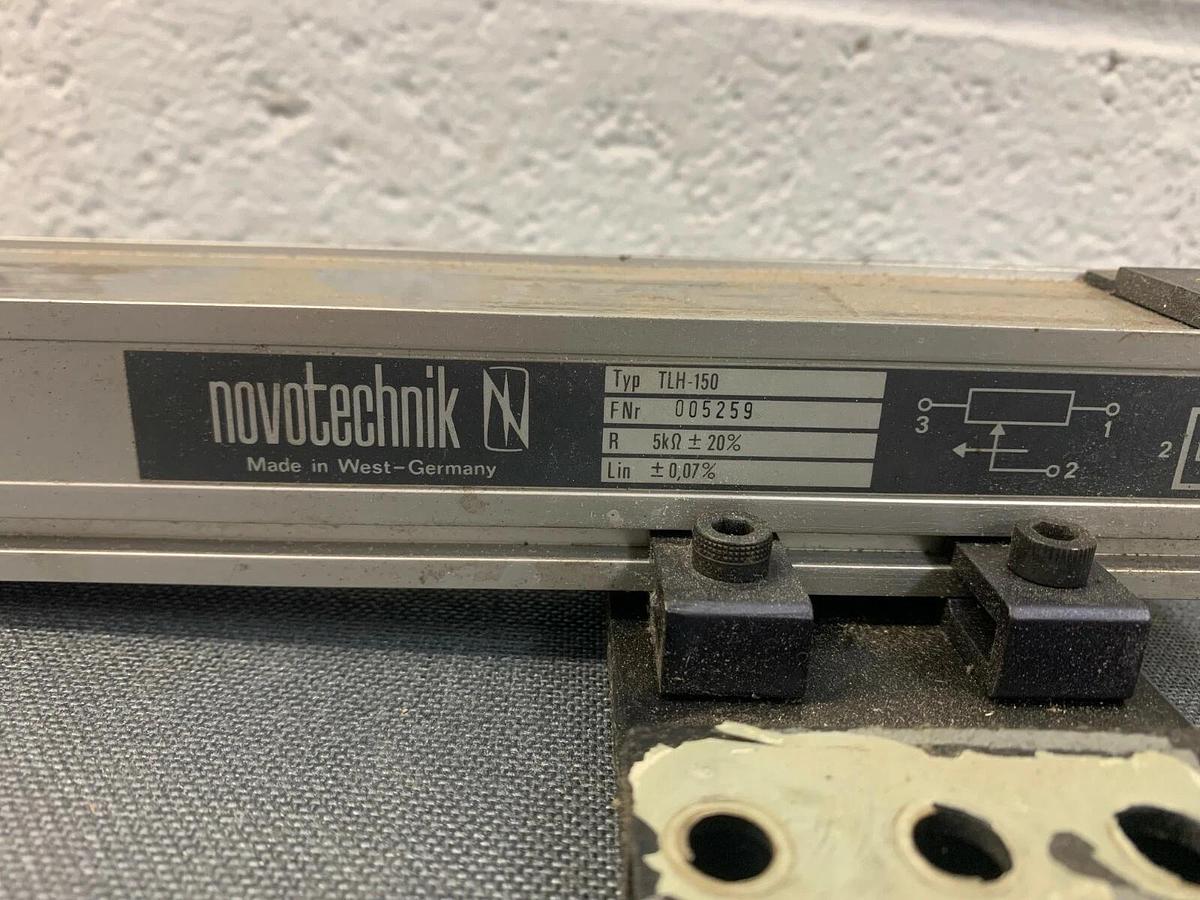 novotechnik
Made in West-Germany
Typ TLH-150
FNr 005259
R 5kΩ ± 20%
Lin ± 0,07%
3
1
2
2